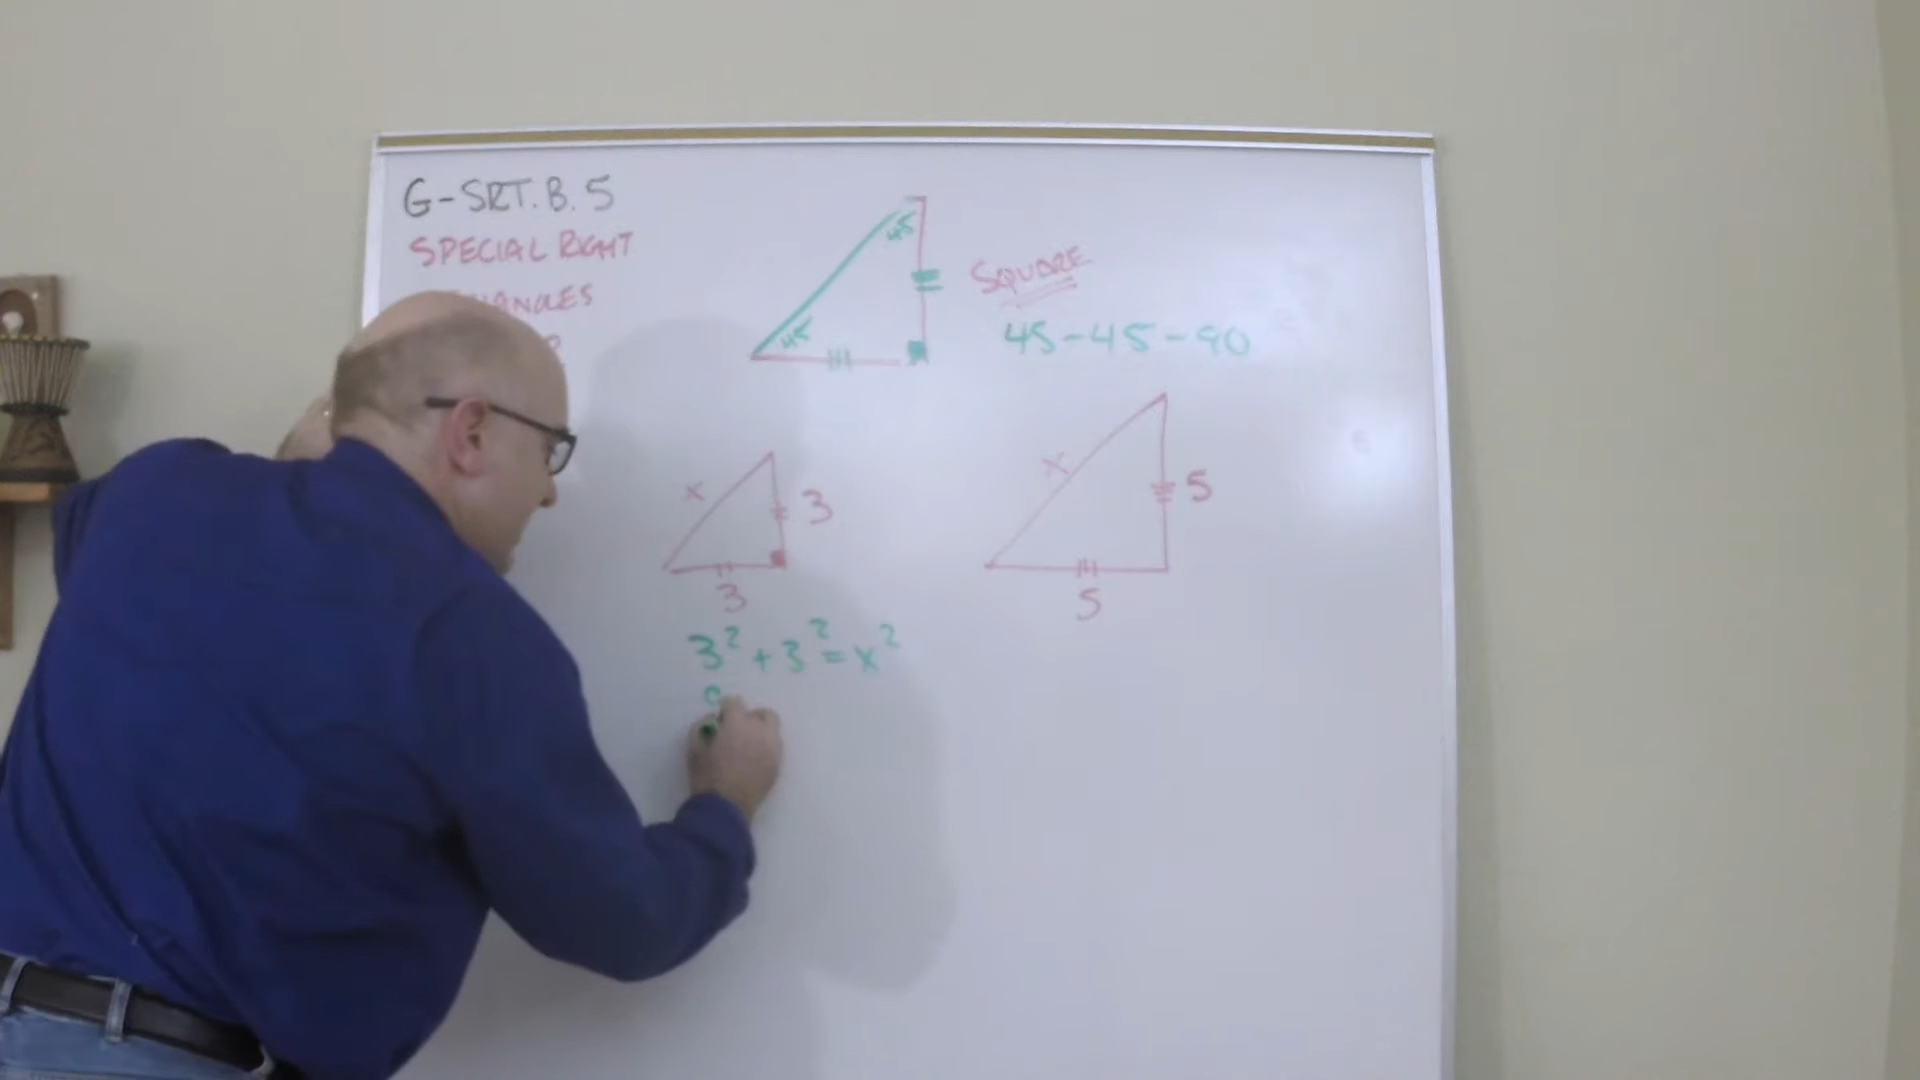 G-SRT.B.5
SPECIAL RIGHT
45
45
SQUARE
45-45-90
x
3
3
x
5
5
3² + 3² = x²